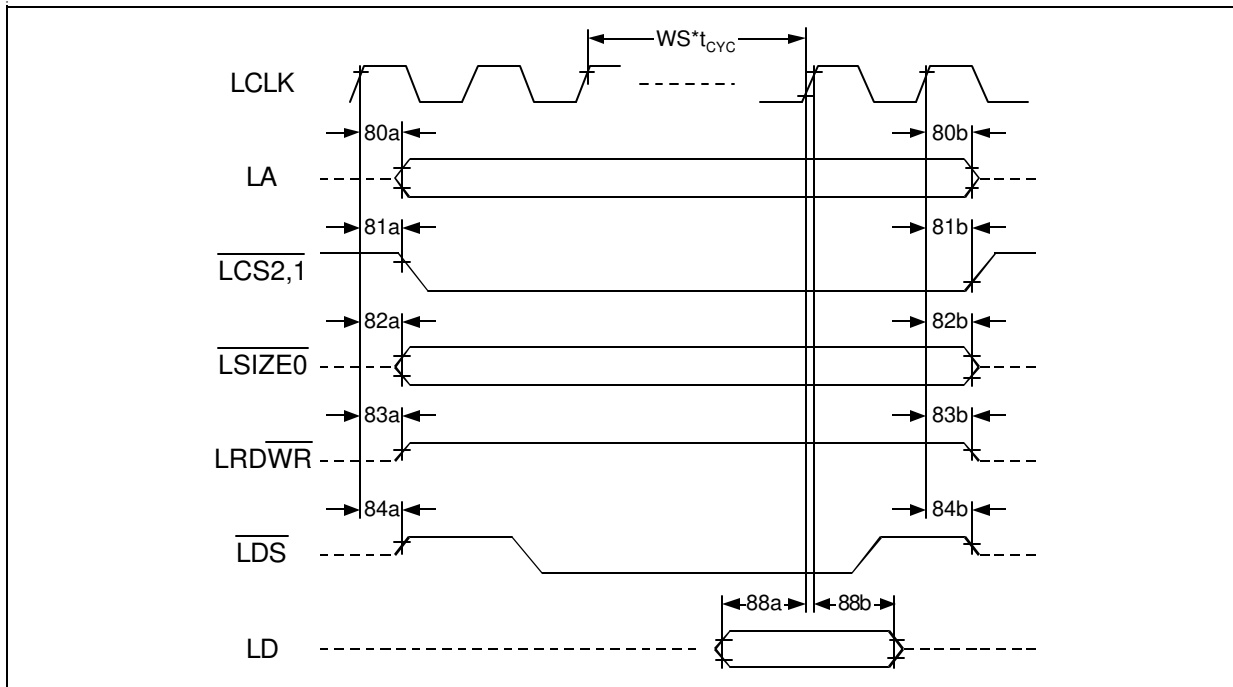 WS*tCYC
LCLK
80a 80b
LA
81a 81b
LCS2,1
82a 82b
LSIZE0
83a 83b
LRDWR
84a 84b
LDS
88a 88b
LD